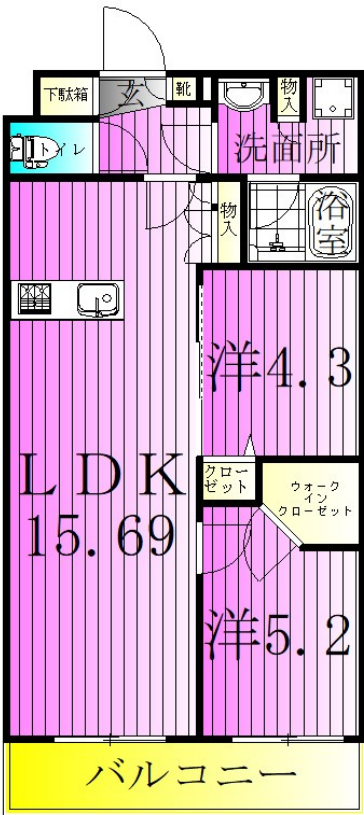 下駄箱
玄
靴
物入
トイレ
洗面所
物入
浴室
洋4.3
LDK
15.69
クローゼット
ウォークインクローゼット
洋5.2
バルコニー